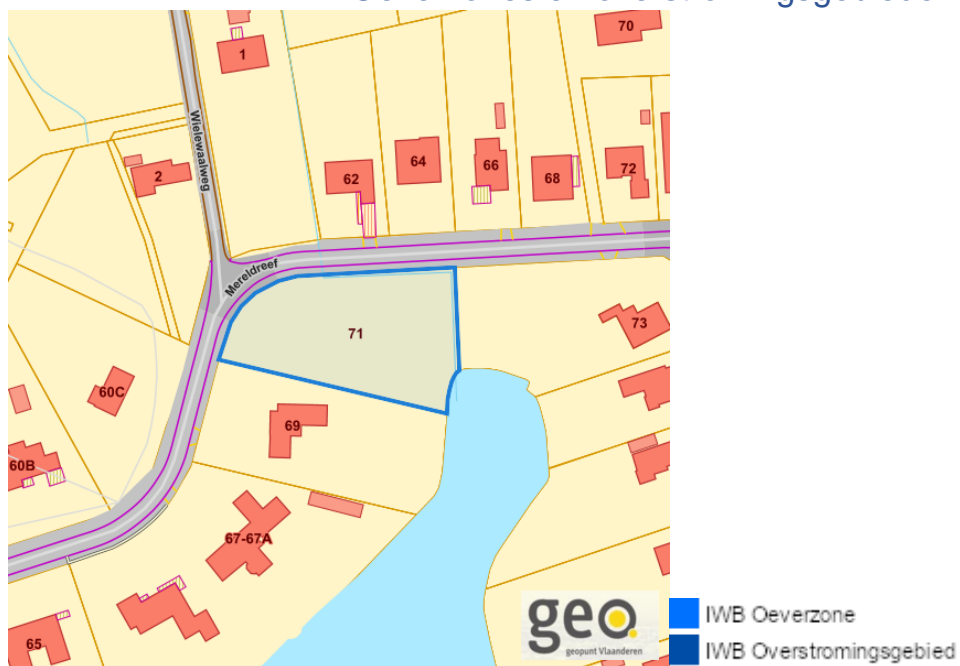 70
1
Wielewaalweg
64
66
62
68
72
2
Mereldreef
71
73
60C
69
60B
67-67A
65
geo.
geopunt Vlaanderen
IWB Oeverzone
IWB Overstromingsgebied